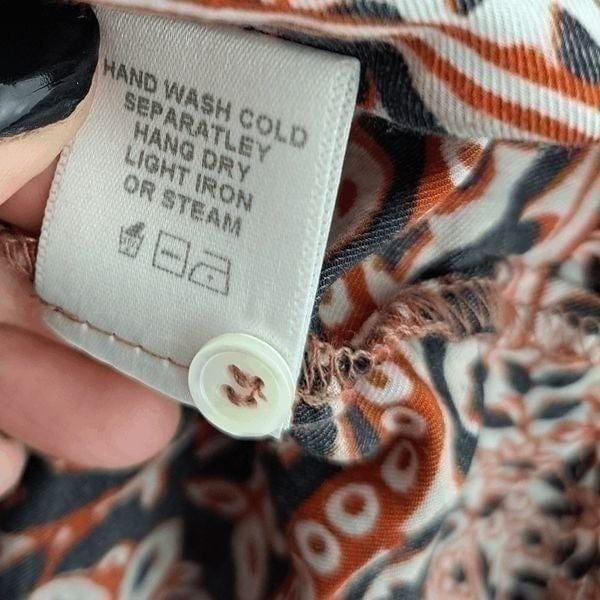 HAND WASH COLD
SEPARATLEY
HANG DRY
LIGHT IRON
OR STEAM